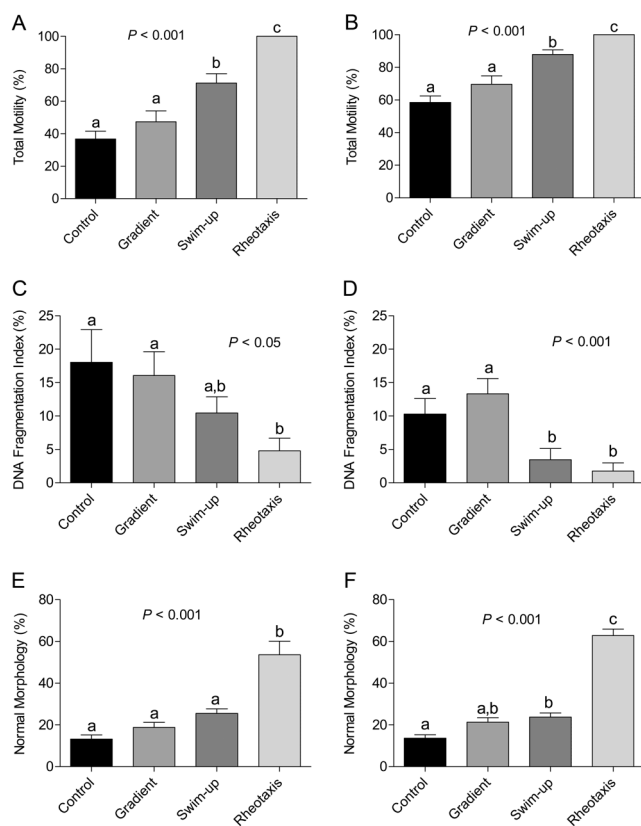 A
Total Motility (%)
100
80
60
40
20
0
P < 0.001
a
a
b
c
Control
Gradient
Swim-up
Rheotaxis
B
Total Motility (%)
100
80
60
40
20
0
P < 0.001
a
a
b
c
Control
Gradient
Swim-up
Rheotaxis
C
DNA Fragmentation Index (%)
25
20
15
10
5
0
P < 0.05
a
a
a,b
b
Control
Gradient
Swim-up
Rheotaxis
D
DNA Fragmentation Index (%)
25
20
15
10
5
0
P < 0.001
a
a
b
b
Control
Gradient
Swim-up
Rheotaxis
E
Normal Morphology (%)
80
60
40
20
0
P < 0.001
a
a
a
b
Control
Gradient
Swim-up
Rheotaxis
F
Normal Morphology (%)
80
60
40
20
0
P < 0.001
a
a,b
b
c
Control
Gradient
Swim-up
Rheotaxis